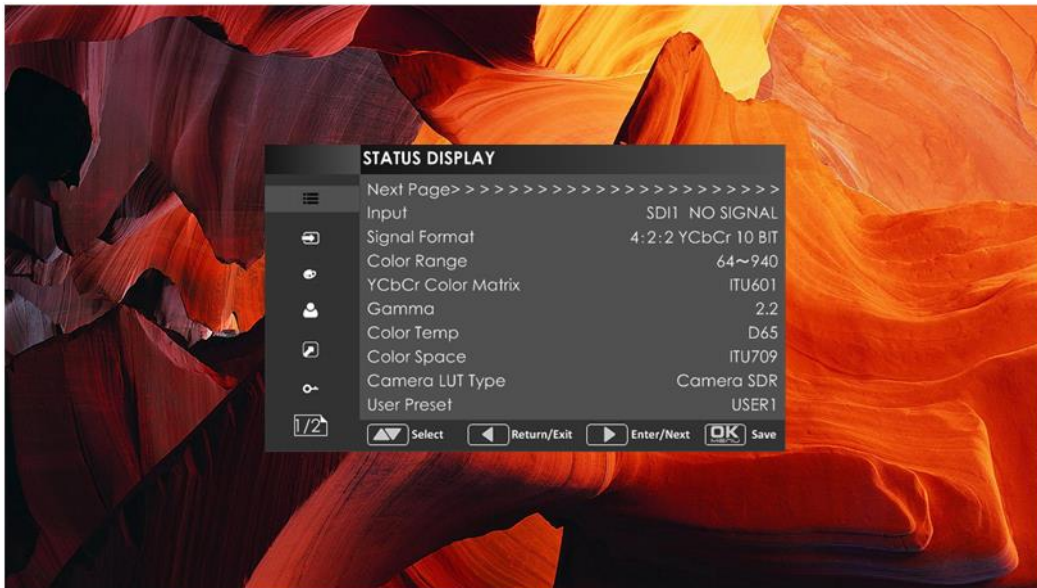 STATUS DISPLAY
Next Page> > > > > > > > > > > > > > > > > > > > > > >
Input SDI1 NO SIGNAL
Signal Format 4:2:2 YCbCr 10 BIT
Color Range 64~940
YCbCr Color Matrix ITU601
Gamma 2.2
Color Temp D65
Color Space ITU709
Camera LUT Type Camera SDR
User Preset USER1
1/2 Select Return/Exit Enter/Next OK MENU Save